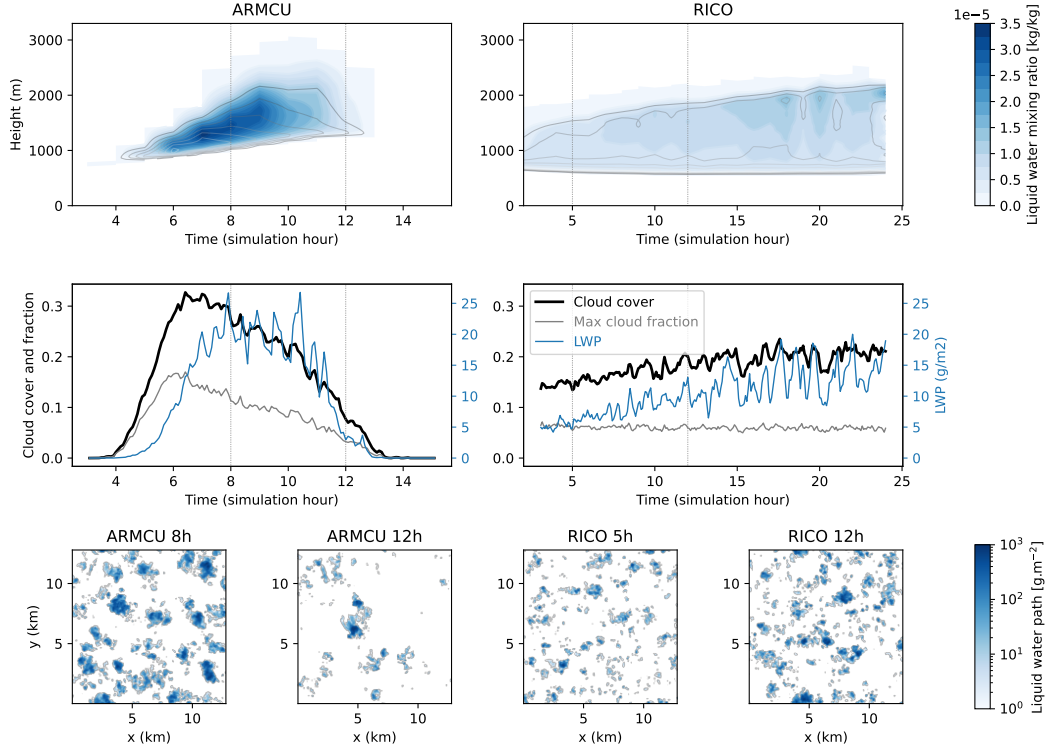 ARMCU
RICO
1e−5
3000
2000
1000
0
Height (m)
4 6 8 10 12 14
Time (simulation hour)
3000
2000
1000
0
5 10 15 20 25
Time (simulation hour)
3.5
3.0
2.5
2.0
1.5
1.0
0.5
0.0
Liquid water mixing ratio [kg/kg]
0.3
0.2
0.1
0.0
Cloud cover and fraction
25
20
15
10
5
0
4 6 8 10 12 14
Time (simulation hour)
0.3
0.2
0.1
0.0
Cloud cover
Max cloud fraction
LWP
25
20
15
10
5
0
LWP (g/m2)
5 10 15 20 25
Time (simulation hour)
ARMCU 8h
ARMCU 12h
RICO 5h
RICO 12h
10
5
y (km)
5 10
x (km)
10
5
5 10
x (km)
10
5
5 10
x (km)
10
5
5 10
x (km)
10³
10²
10¹
10⁰
Liquid water path [g.m⁻²]